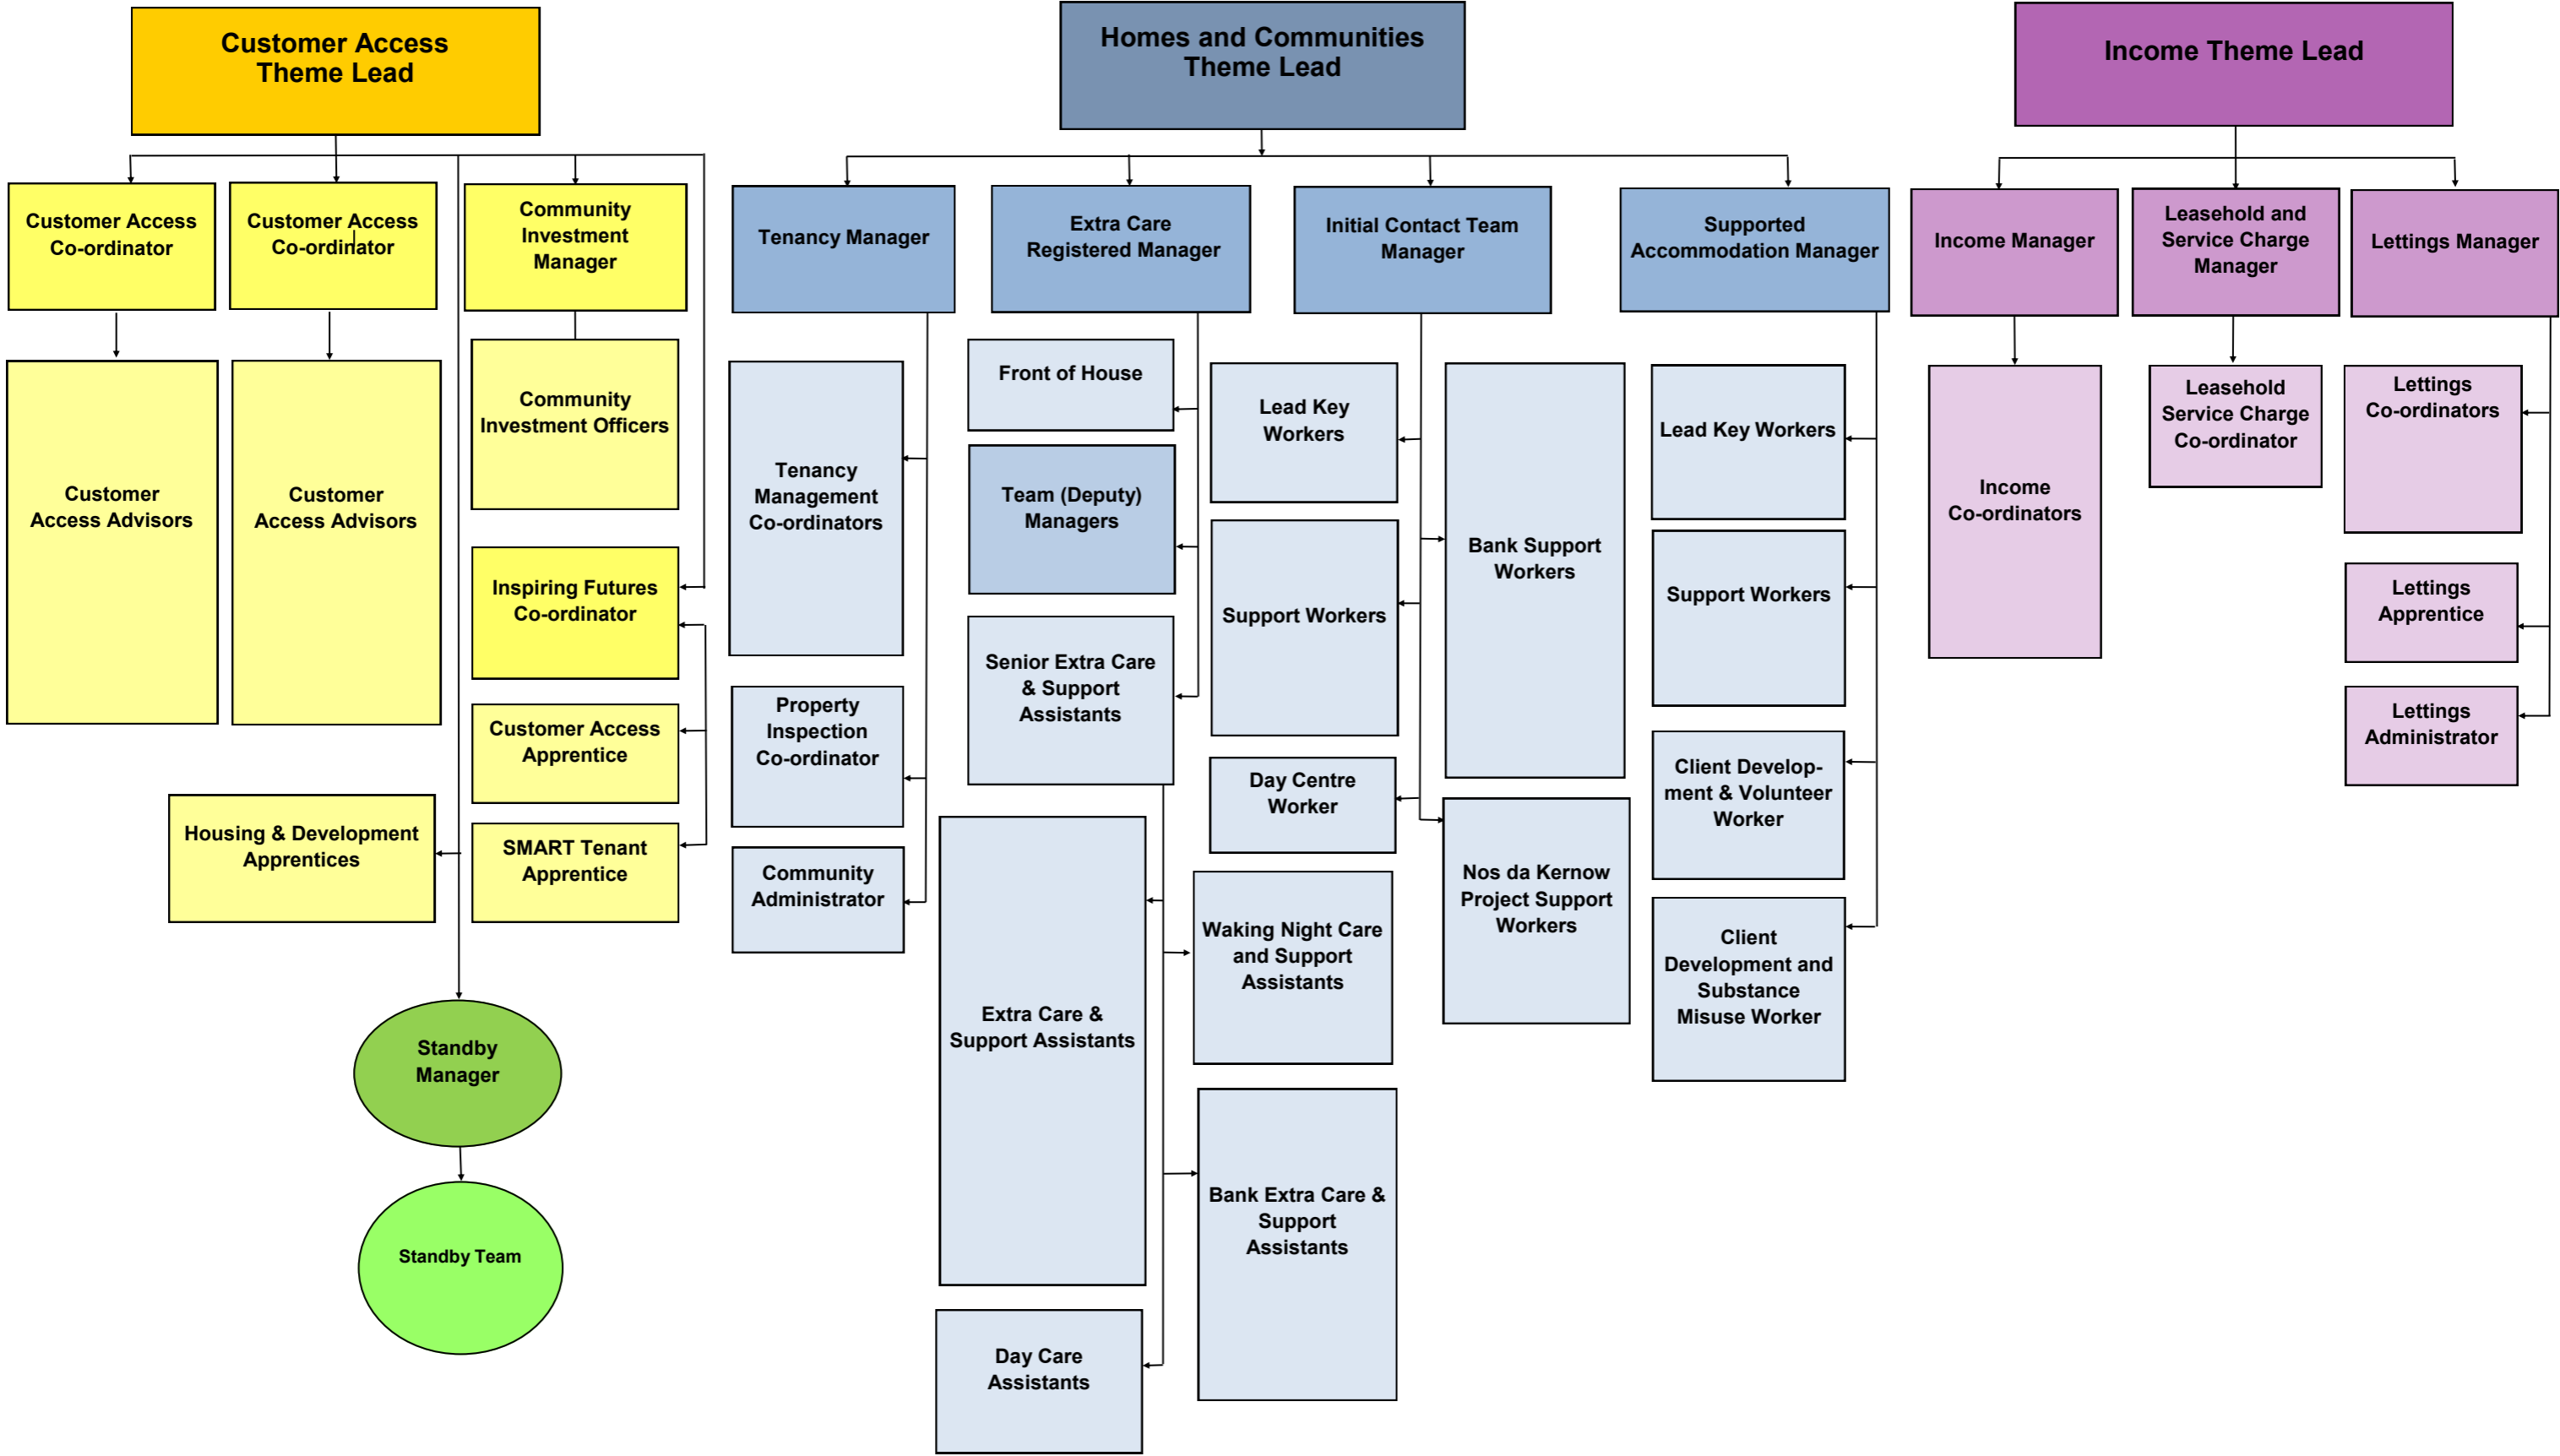 Customer Access
Theme Lead
Homes and Communities
Theme Lead
Income Theme Lead
Customer Access
Co-ordinator
Customer Access
Co-ordinator
Community
Investment
Manager
Tenancy Manager
Extra Care
Registered Manager
Initial Contact Team
Manager
Supported
Accommodation Manager
Income Manager
Leasehold and
Service Charge
Manager
Lettings Manager
Customer
Access Advisors
Customer
Access Advisors
Community
Investment Officers
Inspiring Futures
Co-ordinator
Customer Access
Apprentice
SMART Tenant
Apprentice
Housing & Development
Apprentices
Standby
Manager
Standby Team
Tenancy
Management
Co-ordinators
Property
Inspection
Co-ordinator
Community
Administrator
Front of House
Team (Deputy)
Managers
Senior Extra Care
& Support
Assistants
Extra Care &
Support Assistants
Day Care
Assistants
Waking Night Care
and Support
Assistants
Bank Extra Care &
Support
Assistants
Lead Key
Workers
Support Workers
Day Centre
Worker
Bank Support
Workers
Nos da Kernow
Project Support
Workers
Lead Key Workers
Support Workers
Client Develop-
ment & Volunteer
Worker
Client
Development and
Substance
Misuse Worker
Income
Co-ordinators
Leasehold
Service Charge
Co-ordinator
Lettings
Co-ordinators
Lettings
Apprentice
Lettings
Administrator